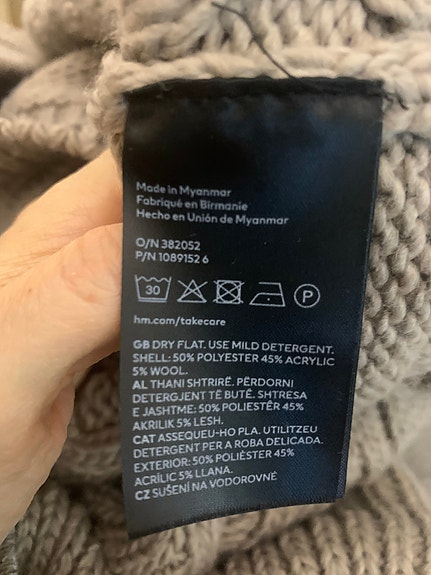 Made in Myanmar
Fabriqué en Birmanie
Hecho en Unión de Myanmar
O/N 382052
P/N 1089152 6
30 P
hm.com/takecare
GB DRY FLAT. USE MILD DETERGENT.
SHELL: 50% POLYESTER 45% ACRYLIC
5% WOOL.
AL THANI SHTRIRË. PËRDORNI
DETERGJENT TË BUTË. SHTRESA
E JASHTME: 50% POLIESTËR 45%
AKRILIK 5% LESH.
CAT ASSEQUEU-HO PLA. UTILITZEU
DETERGENT PER A ROBA DELICADA.
EXTERIOR: 50% POLIÈSTER 45%
ACRÍLIC 5% LLANA.
CZ SUŠENÍ NA VODOROVNÉ